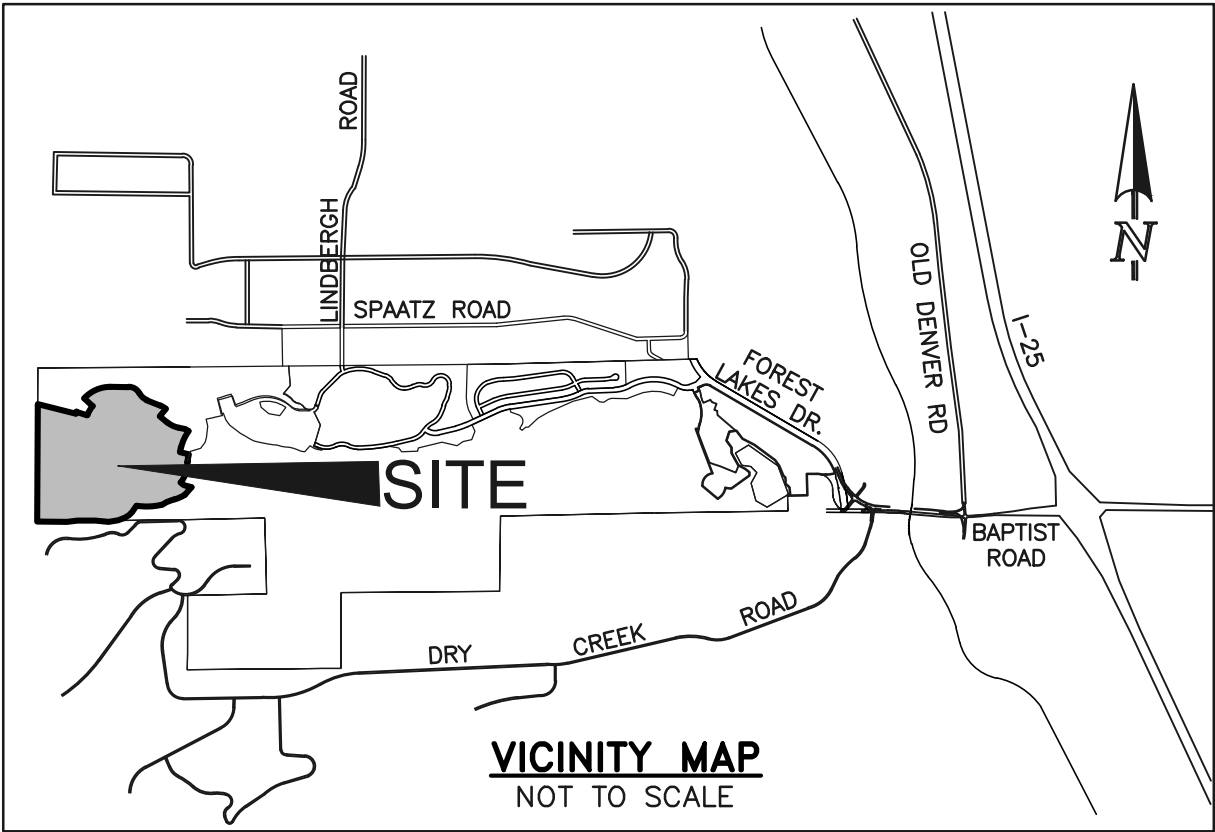 LINDBERGH ROAD
N
SPAATZ ROAD
OLD DENVER RD
I-25
FOREST
LAKES DR.
SITE
BAPTIST
ROAD
DRY CREEK ROAD
VICINITY MAP
NOT TO SCALE